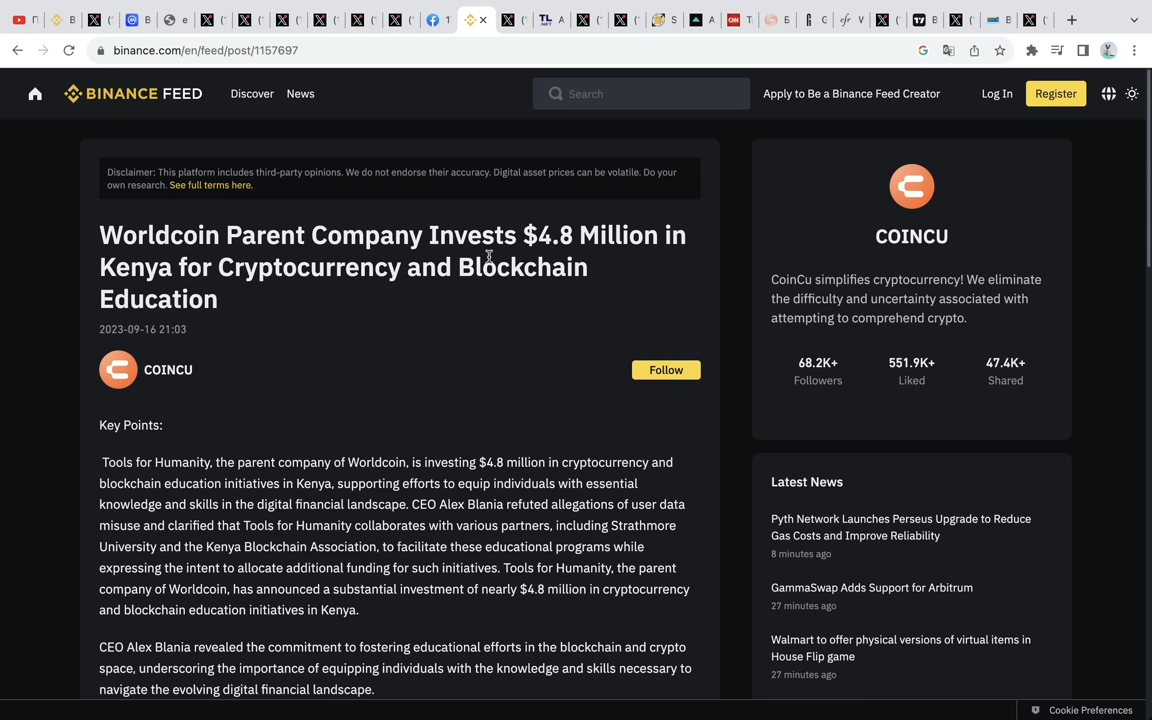 binance.com/en/feed/post/1157697
BINANCE FEED
Discover
News
Search
Apply to Be a Binance Feed Creator
Log In
Register
Disclaimer: This platform includes third-party opinions. We do not endorse their accuracy. Digital asset prices can be volatile. Do your
own research. See full terms here.
Worldcoin Parent Company Invests $4.8 Million in
Kenya for Cryptocurrency and Blockchain
Education
2023-09-16 21:03
COINCU
Follow
Key Points:
Tools for Humanity, the parent company of Worldcoin, is investing $4.8 million in cryptocurrency and
blockchain education initiatives in Kenya, supporting efforts to equip individuals with essential
knowledge and skills in the digital financial landscape. CEO Alex Blania refuted allegations of user data
misuse and clarified that Tools for Humanity collaborates with various partners, including Strathmore
University and the Kenya Blockchain Association, to facilitate these educational programs while
expressing the intent to allocate additional funding for such initiatives. Tools for Humanity, the parent
company of Worldcoin, has announced a substantial investment of nearly $4.8 million in cryptocurrency
and blockchain education initiatives in Kenya.
CEO Alex Blania revealed the commitment to fostering educational efforts in the blockchain and crypto
space, underscoring the importance of equipping individuals with the knowledge and skills necessary to
navigate the evolving digital financial landscape.
COINCU
CoinCu simplifies cryptocurrency! We eliminate
the difficulty and uncertainty associated with
attempting to comprehend crypto.
68.2K+
Followers
551.9K+
Liked
47.4K+
Shared
Latest News
Pyth Network Launches Perseus Upgrade to Reduce
Gas Costs and Improve Reliability
8 minutes ago
GammaSwap Adds Support for Arbitrum
27 minutes ago
Walmart to offer physical versions of virtual items in
House Flip game
27 minutes ago
Cookie Preferences